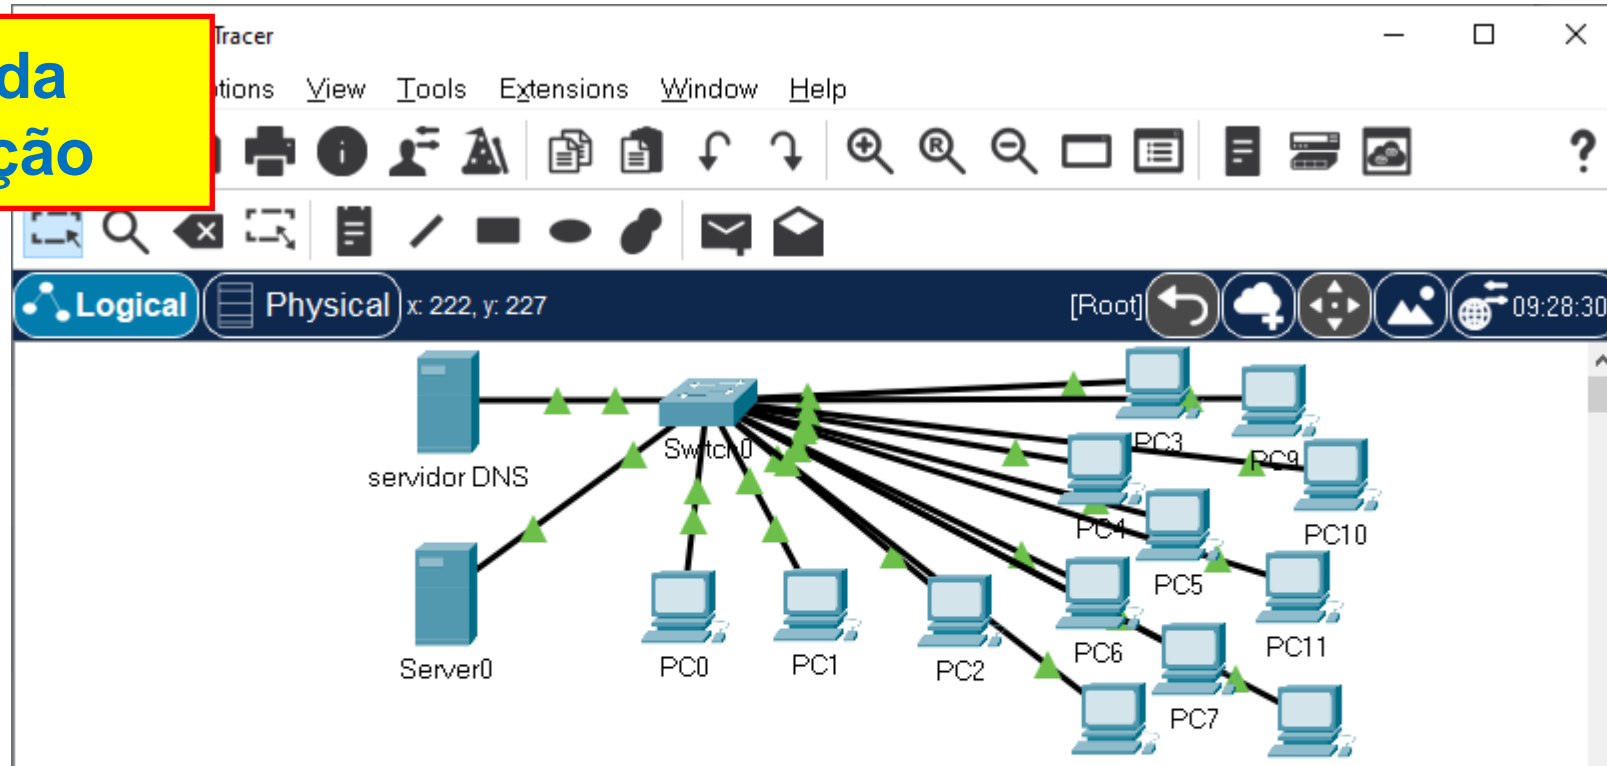 da
ção
Tracer
tions View Tools Extensions Window Help
Logical Physical x: 222, y: 227 [Root] 09:28:30
servidor DNS
Switch0
Server0
PC0
PC1
PC2
PC3
PC9
PC4
PC10
PC5
PC6
PC11
PC7